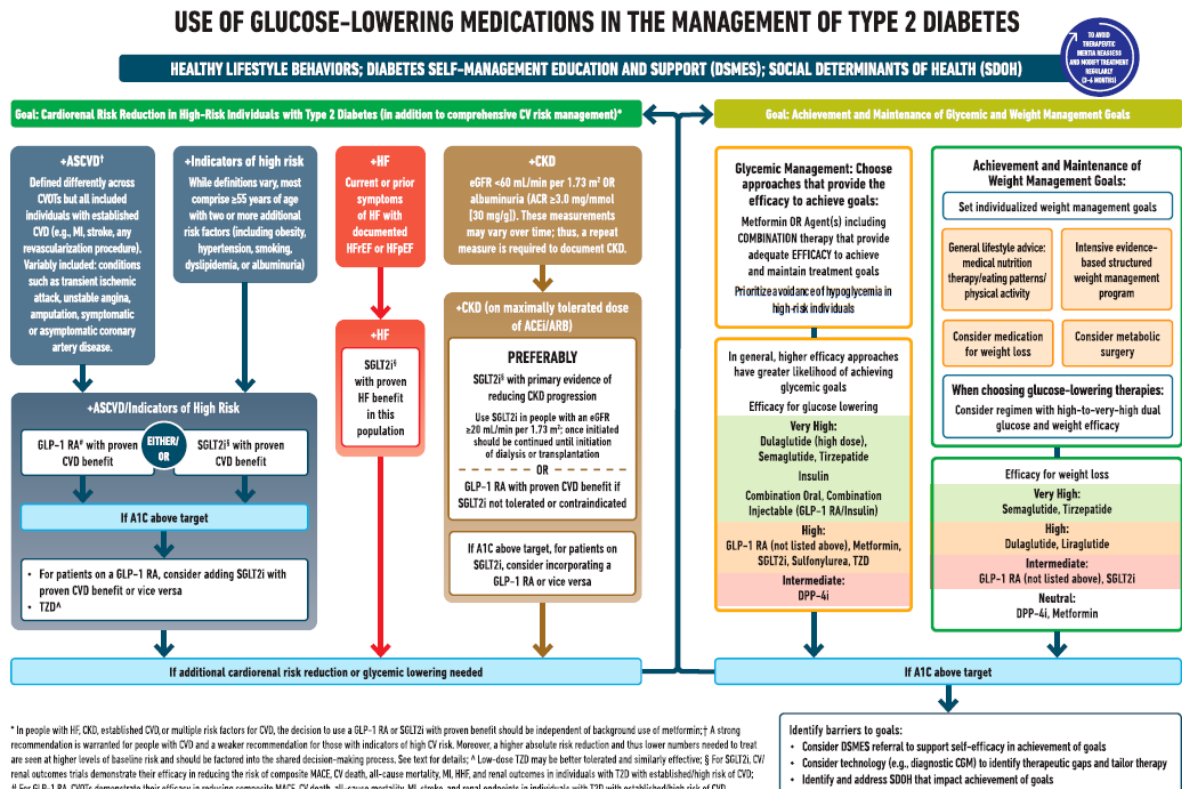 USE OF GLUCOSE-LOWERING MEDICATIONS IN THE MANAGEMENT OF TYPE 2 DIABETES
TO AVOID
THERAPEUTIC
INERTIA REASSESS
AND MODIFY TREATMENT
REGULARLY
(3-6 MONTHS)
HEALTHY LIFESTYLE BEHAVIORS; DIABETES SELF-MANAGEMENT EDUCATION AND SUPPORT (DSMES); SOCIAL DETERMINANTS OF HEALTH (SDOH)
Goal: Cardiorenal Risk Reduction in High-Risk Individuals with Type 2 Diabetes (in addition to comprehensive CV risk management)*
+ASCVD†
Defined differently across
CVOTs but all included
individuals with established
CVD (e.g., MI, stroke, any
revascularization procedure).
Variably included: conditions
such as transient ischemic
attack, unstable angina,
amputation, symptomatic
or asymptomatic coronary
artery disease.
+Indicators of high risk
While definitions vary, most
comprise ≥55 years of age
with two or more additional
risk factors (including obesity,
hypertension, smoking,
dyslipidemia, or albuminuria)
+ASCVD/Indicators of High Risk
GLP-1 RA# with proven
CVD benefit
EITHER/
OR
SGLT2i§ with proven
CVD benefit
If A1C above target
• For patients on a GLP-1 RA, consider adding SGLT2i with
proven CVD benefit or vice versa
• TZD^
+HF
Current or prior
symptoms
of HF with
documented
HFrEF or HFpEF
+HF
SGLT2i§
with proven
HF benefit
in this
population
+CKD
eGFR <60 mL/min per 1.73 m² OR
albuminuria (ACR ≥3.0 mg/mmol
[30 mg/g]). These measurements
may vary over time; thus, a repeat
measure is required to document CKD.
+CKD (on maximally tolerated dose
of ACEi/ARB)
PREFERABLY
SGLT2i§ with primary evidence of
reducing CKD progression
Use SGLT2i in people with an eGFR
≥20 mL/min per 1.73 m²; once initiated
should be continued until initiation
of dialysis or transplantation
OR
GLP-1 RA with proven CVD benefit if
SGLT2i not tolerated or contraindicated
If A1C above target, for patients on
SGLT2i, consider incorporating a
GLP-1 RA or vice versa
If additional cardiorenal risk reduction or glycemic lowering needed
Goal: Achievement and Maintenance of Glycemic and Weight Management Goals
Glycemic Management: Choose
approaches that provide the
efficacy to achieve goals:
Metformin OR Agent(s) including
COMBINATION therapy that provide
adequate EFFICACY to achieve
and maintain treatment goals
Prioritize avoidance of hypoglycemia in
high-risk individuals
In general, higher efficacy approaches
have greater likelihood of achieving
glycemic goals
Efficacy for glucose lowering
Very High:
Dulaglutide (high dose),
Semaglutide, Tirzepatide
Insulin
Combination Oral, Combination
Injectable (GLP-1 RA/Insulin)
High:
GLP-1 RA (not listed above), Metformin,
SGLT2i, Sulfonylurea, TZD
Intermediate:
DPP-4i
Achievement and Maintenance of
Weight Management Goals:
Set individualized weight management goals
General lifestyle advice:
medical nutrition
therapy/eating patterns/
physical activity
Intensive evidence-
based structured
weight management
program
Consider medication
for weight loss
Consider metabolic
surgery
When choosing glucose-lowering therapies:
Consider regimen with high-to-very-high dual
glucose and weight efficacy
Efficacy for weight loss
Very High:
Semaglutide, Tirzepatide
High:
Dulaglutide, Liraglutide
Intermediate:
GLP-1 RA (not listed above), SGLT2i
Neutral:
DPP-4i, Metformin
If A1C above target
Identify barriers to goals:
• Consider DSMES referral to support self-efficacy in achievement of goals
• Consider technology (e.g., diagnostic CGM) to identify therapeutic gaps and tailor therapy
• Identify and address SDOH that impact achievement of goals
* In people with HF, CKD, established CVD, or multiple risk factors for CVD, the decision to use a GLP-1 RA or SGLT2i with proven benefit should be independent of background use of metformin;† A strong
recommendation is warranted for people with CVD and a weaker recommendation for those with indicators of high CV risk. Moreover, a higher absolute risk reduction and thus lower numbers needed to treat
are seen at higher levels of baseline risk and should be factored into the shared decision-making process. See text for details; ^ Low-dose TZD may be better tolerated and similarly effective; § For SGLT2i, CV/
renal outcomes trials demonstrate their efficacy in reducing the risk of composite MACE, CV death, all-cause mortality, MI, HHF, and renal outcomes in individuals with T2D with established/high risk of CVD;
# For GLP-1 RA, CVOTs demonstrate their efficacy in reducing composite MACE, CV death, all-cause mortality, MI, stroke, and renal endpoints in individuals with T2D with established/high risk of CVD.